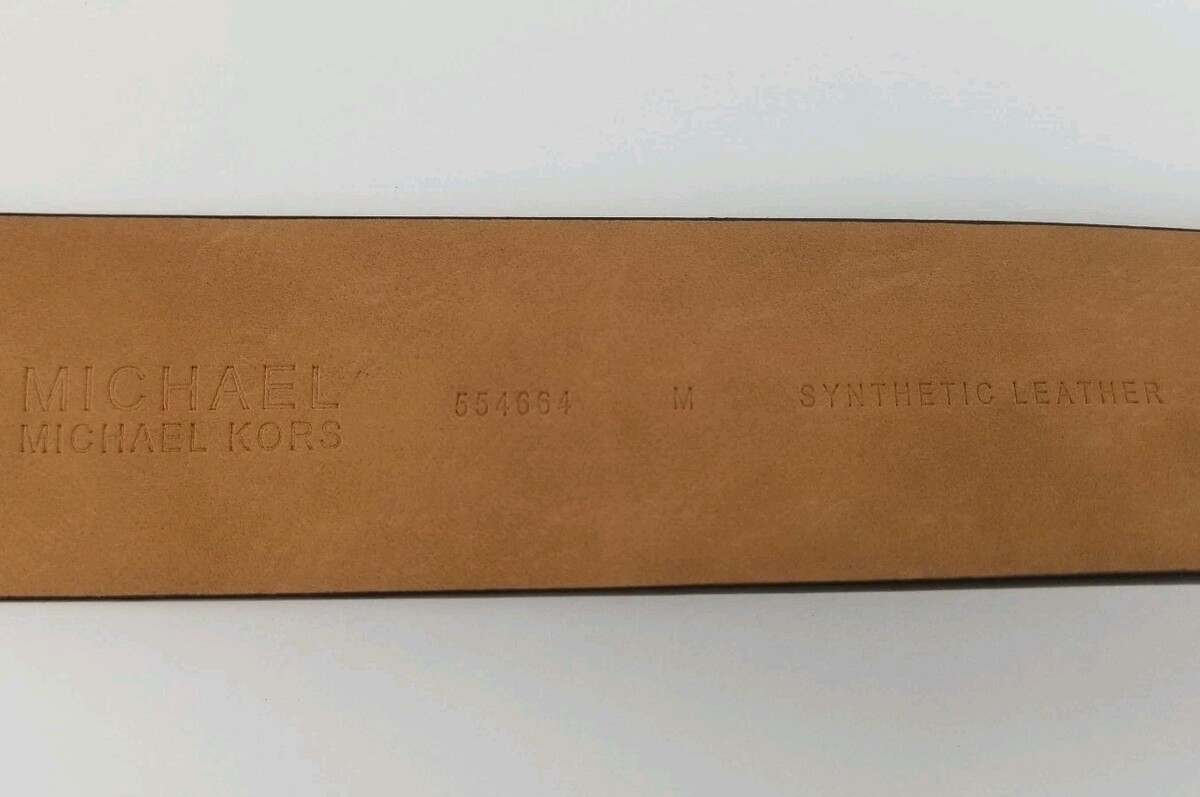 MICHAEL
MICHAEL KORS
554664
M
SYNTHETIC LEATHER